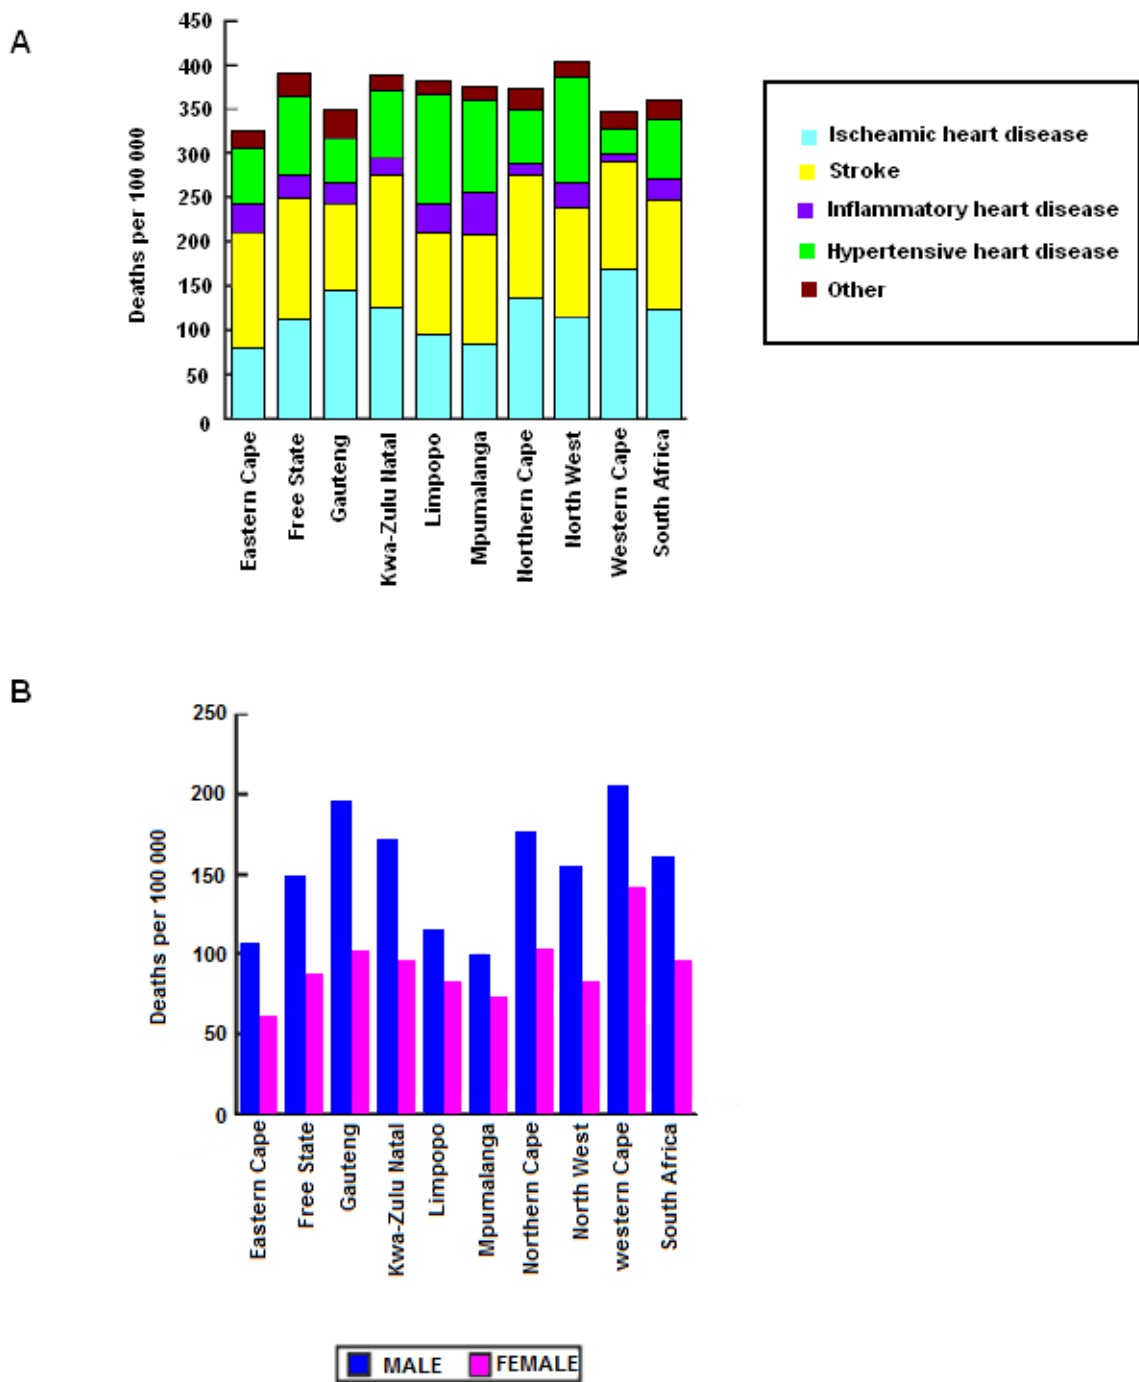 A
450
400
350
300
250
200
150
100
50
0
Deaths per 100 000
Eastern Cape
Free State
Gauteng
Kwa-Zulu Natal
Limpopo
Mpumalanga
Northern Cape
North West
Western Cape
South Africa
Ischeamic heart disease
Stroke
Inflammatory heart disease
Hypertensive heart disease
Other
B
250
200
150
100
50
0
Deaths per 100 000
Eastern Cape
Free State
Gauteng
Kwa-Zulu Natal
Limpopo
Mpumalanga
Northern Cape
North West
western Cape
South Africa
MALE FEMALE